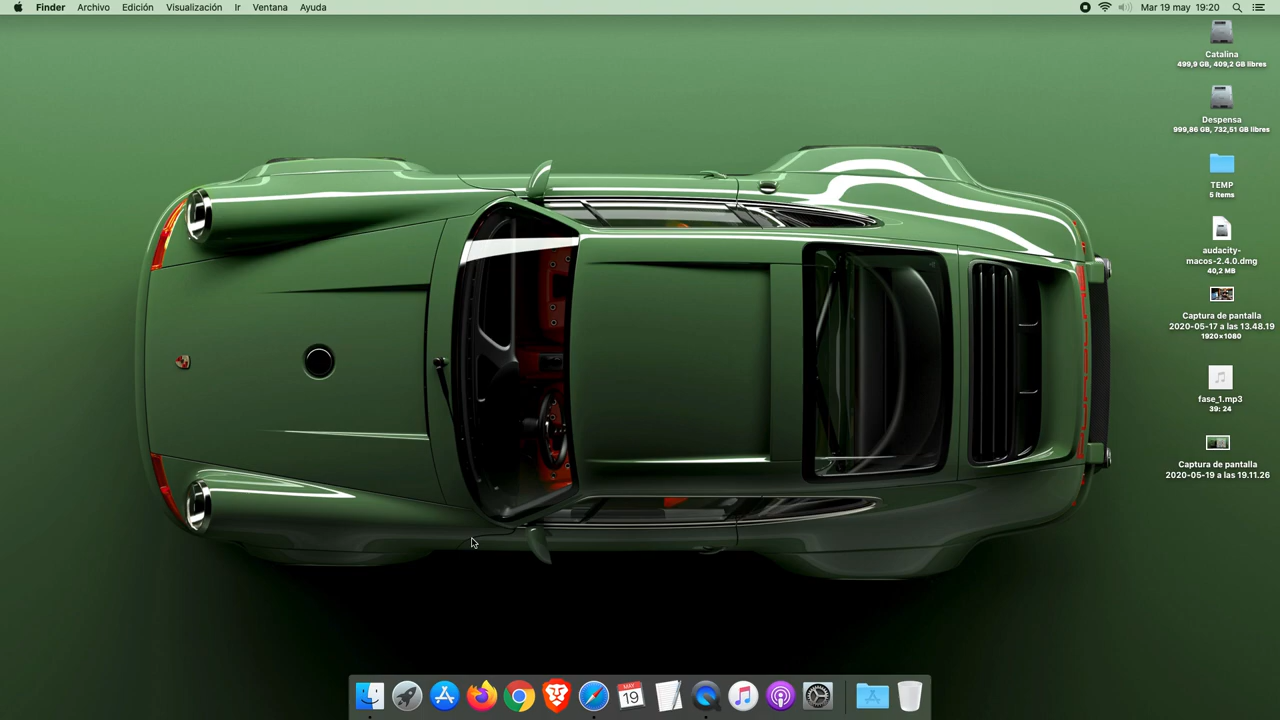 Finder Archivo Edición Visualización Ir Ventana Ayuda Mar 19 may 19:20
Catalina
499,9 GB, 409,2 GB libres
Despensa
999,86 GB, 732,51 GB libres
TEMP
5 ítems
audacity-
macos-2.4.0.dmg
40,2 MB
Captura de pantalla
2020-05-17 a las 13.48.19
1920×1080
fase_1.mp3
39: 24
Captura de pantalla
2020-05-19 a las 19.11.26
MAY
19